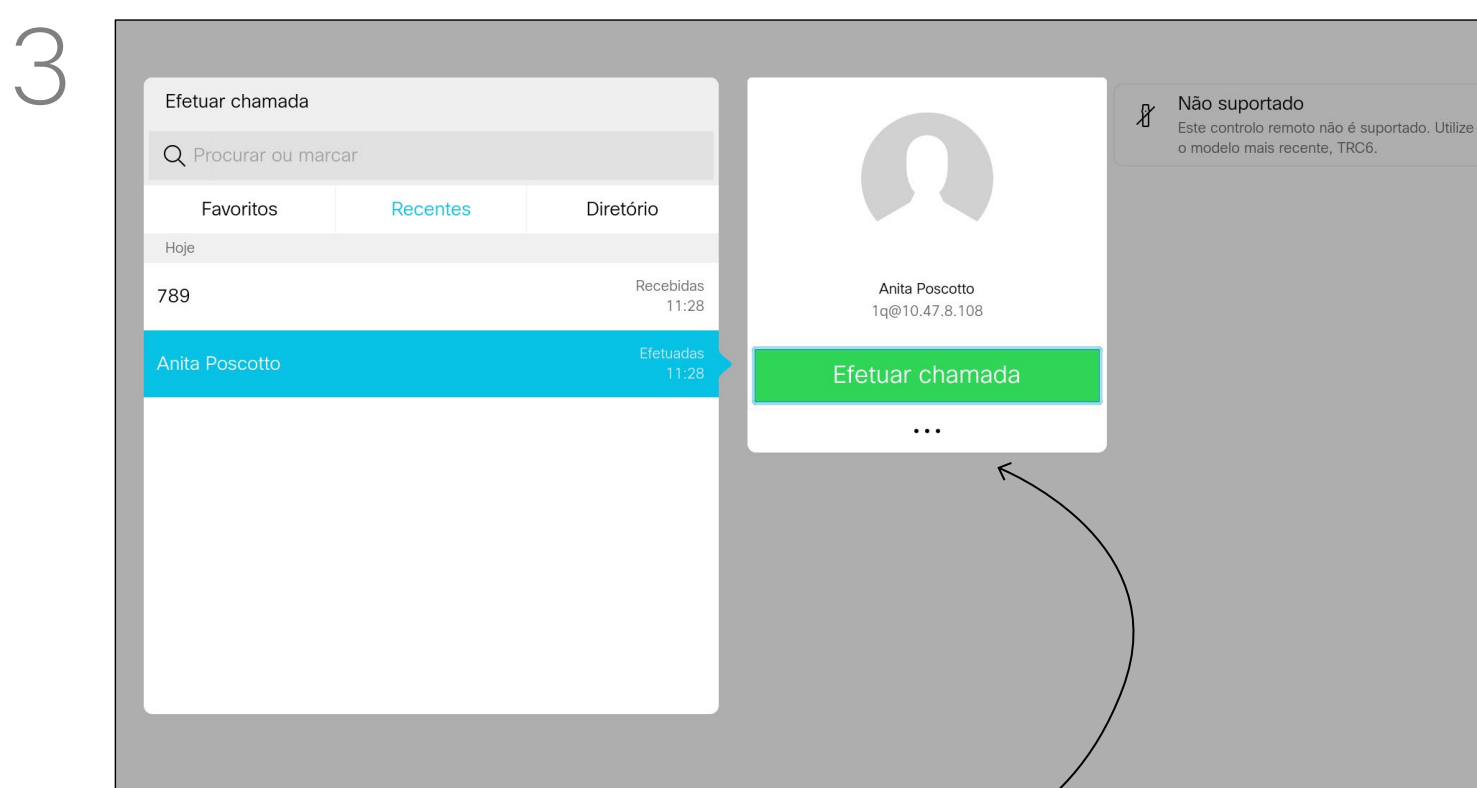 3
Efetuar chamada
Procurar ou marcar
Favoritos Recentes Diretório
Hoje
789
Recebidas
11:28
Anita Poscotto
Efetuadas
11:28
Anita Poscotto
1q@10.47.8.108
Efetuar chamada
...
Não suportado
Este controlo remoto não é suportado. Utilize
o modelo mais recente, TRC6.